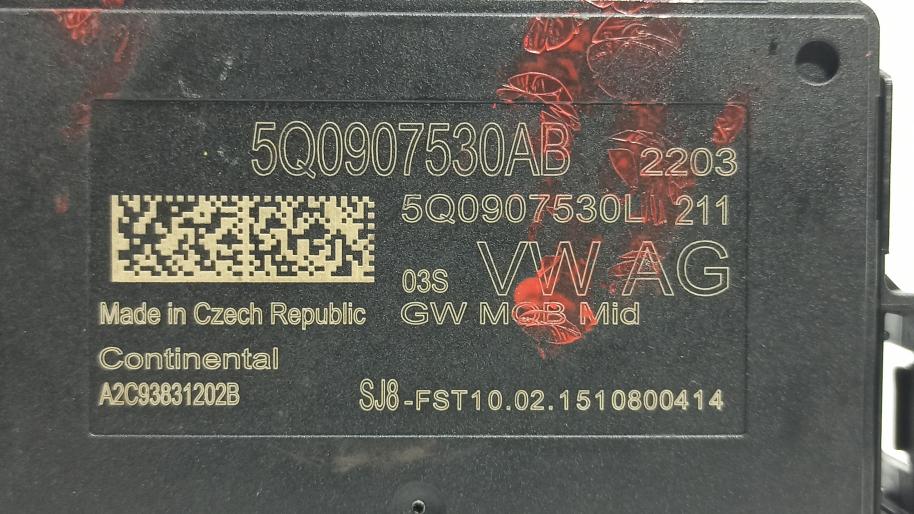 5Q0907530AB 2203
5Q0907530L 211
03S VW AG
Made in Czech Republic GW MQB Mid
Continental
A2C93831202B SJ8-FST10.02.1510800414